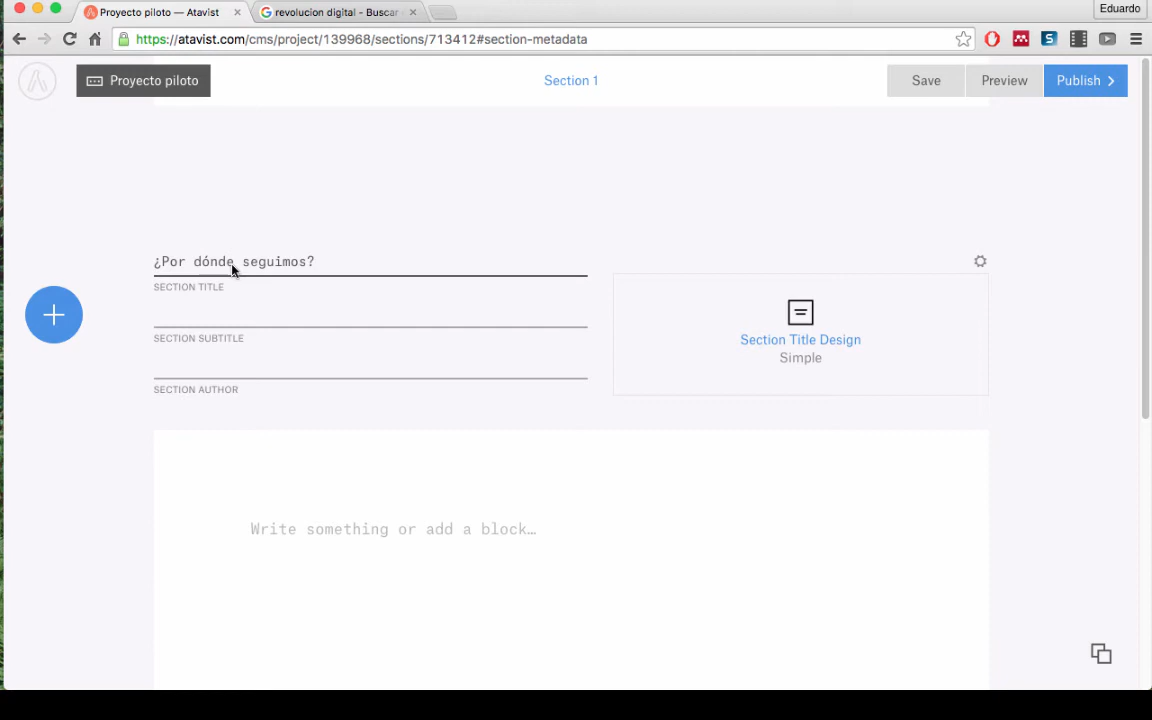 Proyecto piloto — Atavist
revolucion digital - Buscar
Eduardo
https://atavist.com/cms/project/139968/sections/713412#section-metadata
Proyecto piloto
Section 1
Save
Preview
Publish
¿Por dónde seguimos?
SECTION TITLE
SECTION SUBTITLE
SECTION AUTHOR
Section Title Design
Simple
Write something or add a block…